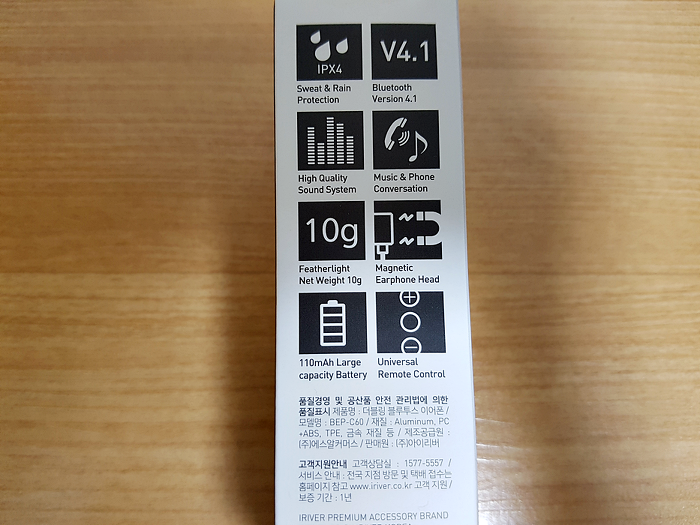 IPX4
V4.1
Sweat & Rain
Protection
Bluetooth
Version 4.1
High Quality
Sound System
Music & Phone
Conversation
10g
Featherlight
Net Weight 10g
Magnetic
Earphone Head
110mAh Large
capacity Battery
Universal
Remote Control
품질경영 및 공산품 안전 관리법에 의한
품질표시 제품명 : 더블링 블루투스 이어폰 /
모델명 : BEP-C60 / 재질 : Aluminum, PC
+ABS, TPE, 금속 재질 등 / 제조공급원 :
(주)에스알커머스 / 판매원 : (주)아이리버
고객지원안내 고객상담실 : 1577-5557 /
서비스 안내 : 전국 지점 방문 및 택배 접수는
홈페이지 참고 www.iriver.co.kr 고객 지원 /
보증 기간 : 1년
IRIVER PREMIUM ACCESSORY BRAND